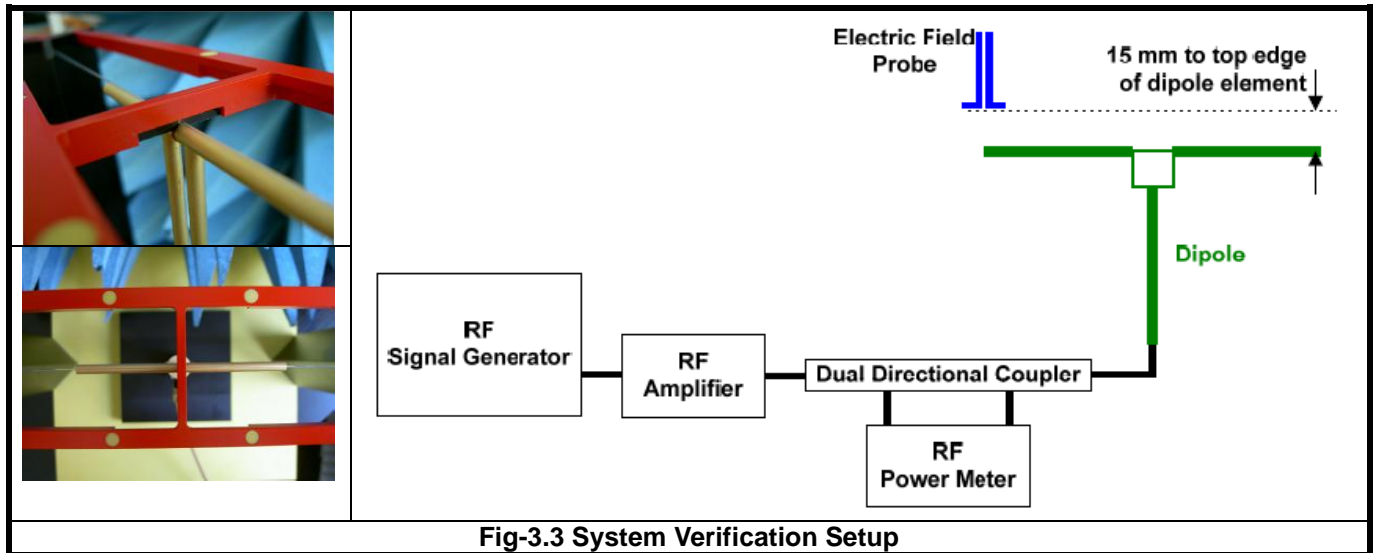 Electric Field
Probe
15 mm to top edge
of dipole element
Dipole
RF
Signal Generator
RF
Amplifier
Dual Directional Coupler
RF
Power Meter
Fig-3.3 System Verification Setup